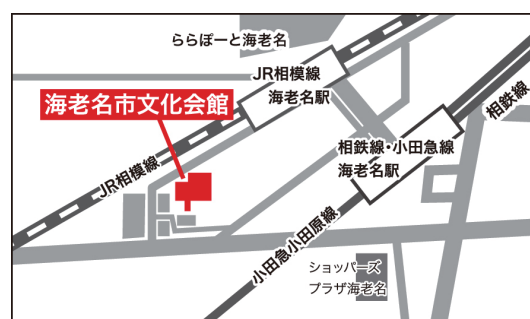 ららぽーと海老名
JR相模線
海老名駅
海老名市文化会館
相鉄線
相鉄線・小田急線
海老名駅
JR相模線
小田急小田原線
ショッパーズ
プラザ海老名